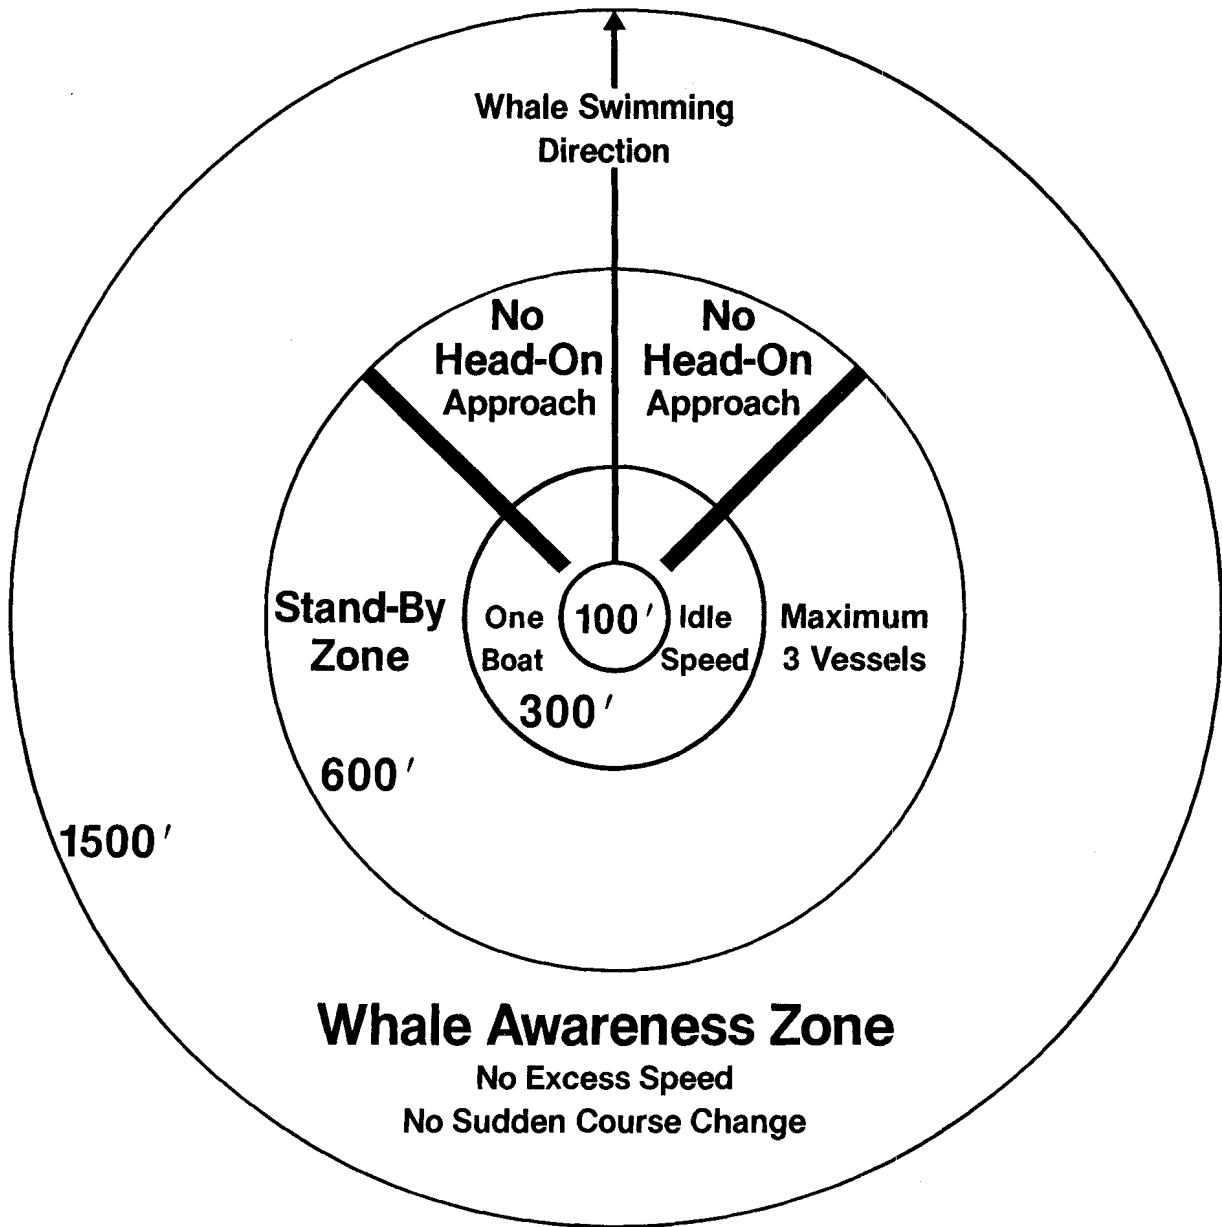 Whale Swimming
Direction
No
Head-On
Approach
No
Head-On
Approach
Stand-By
Zone
One
Boat
100'
Idle
Speed
Maximum
3 Vessels
300'
600'
1500'
Whale Awareness Zone
No Excess Speed
No Sudden Course Change